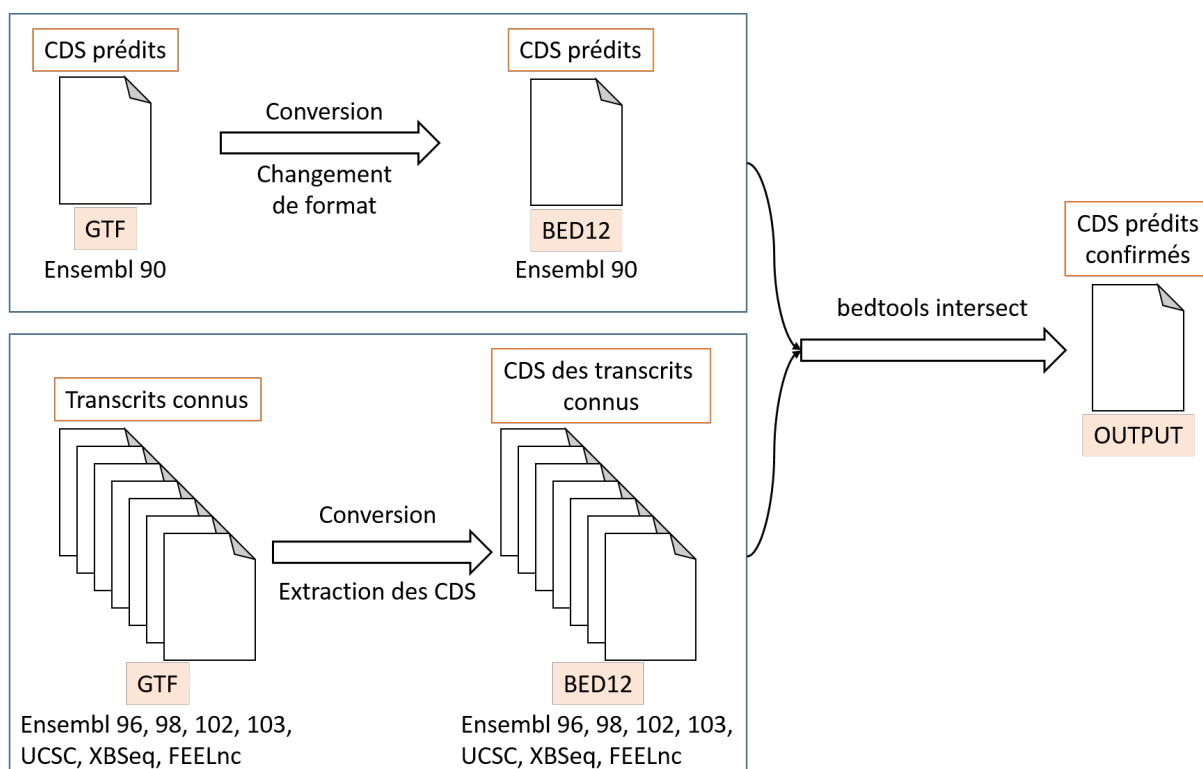 CDS prédits
Conversion
Changement
de format
GTF
Ensembl 90
CDS prédits
BED12
Ensembl 90
Transcrits connus
Conversion
Extraction des CDS
GTF
Ensembl 96, 98, 102, 103,
UCSC, XBSeq, FEELnc
CDS des transcrits
connus
BED12
Ensembl 96, 98, 102, 103,
UCSC, XBSeq, FEELnc
bedtools intersect
CDS prédits
confirmés
OUTPUT